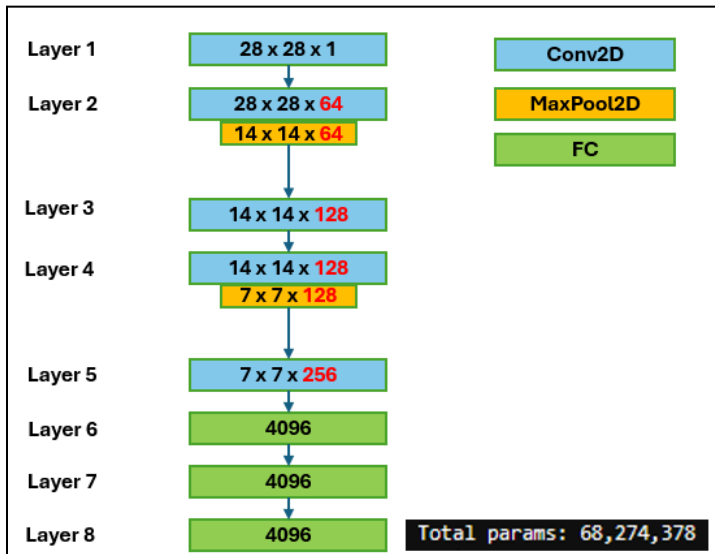 Layer 1
28 x 28 x 1
Conv2D
Layer 2
28 x 28 x 64
MaxPool2D
14 x 14 x 64
FC
Layer 3
14 x 14 x 128
Layer 4
14 x 14 x 128
7 x 7 x 128
Layer 5
7 x 7 x 256
Layer 6
4096
Layer 7
4096
Layer 8
4096
Total params: 68,274,378